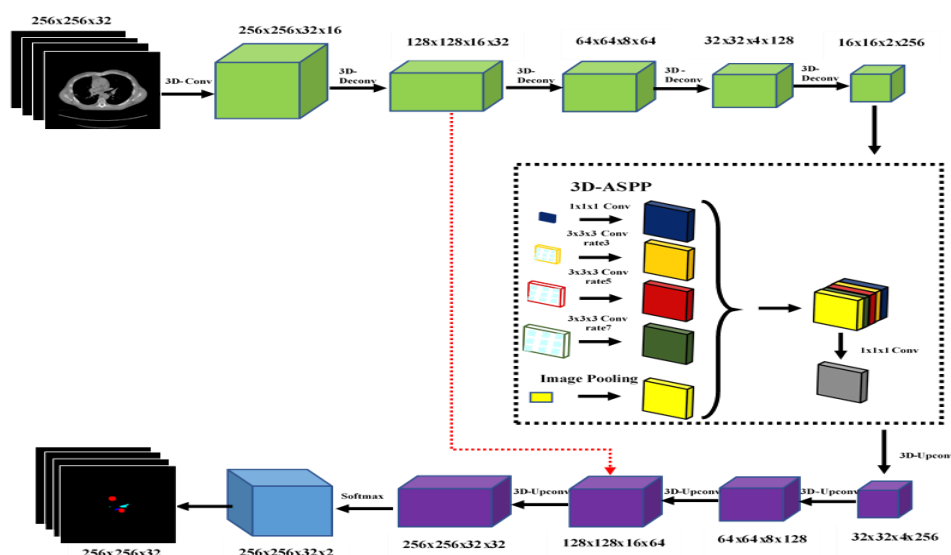 256x256x32
256x256x32x16
128x128x16x32
64x64x8x64
32x32x4x128
16x16x2x256
3D-Conv
3D-
Deconv
3D-
Deconv
3D-
Deconv
3D-
Deconv
3D-ASPP
1x1x1 Conv
3x3x3 Conv
rate3
3x3x3 Conv
rate5
3x3x3 Conv
rate7
Image Pooling
1x1x1 Conv
3D-Upconv
Softmax
3D-Upconv
3D-Upconv
3D-Upconv
256x256x32
256x256x32x2
256x256x32x32
128x128x16x64
64x64x8x128
32x32x4x256